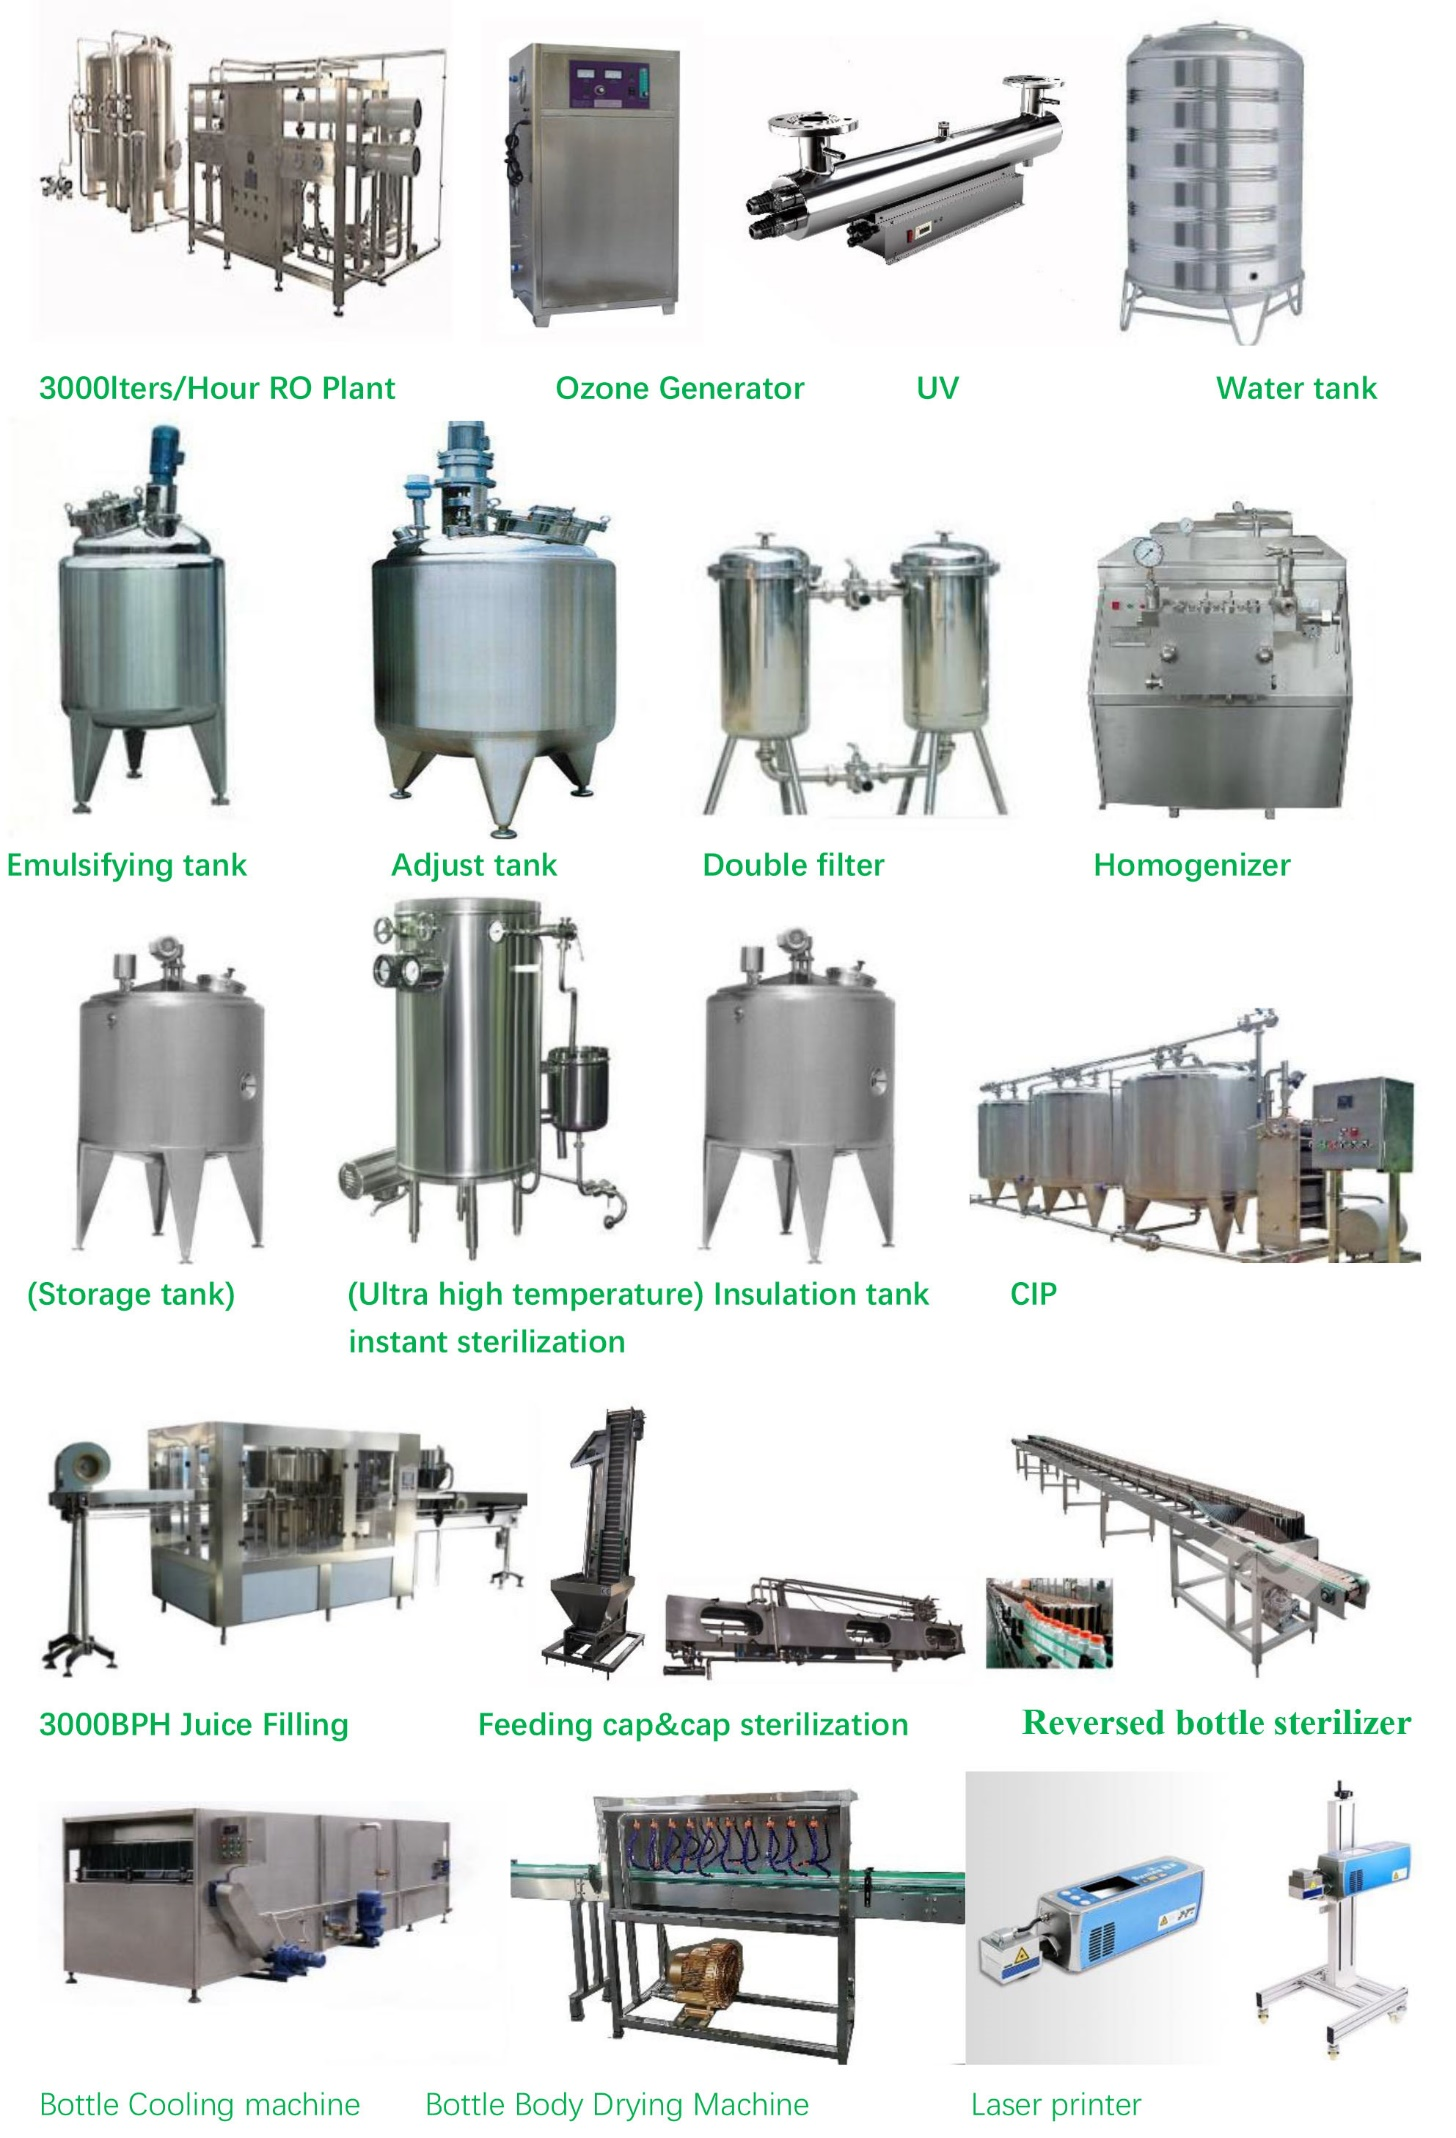 3000lters/Hour RO Plant Ozone Generator UV Water tank
Emulsifying tank Adjust tank Double filter Homogenizer
(Storage tank) (Ultra high temperature) Insulation tank CIP
instant sterilization
3000BPH Juice Filling Feeding cap&cap sterilization Reversed bottle sterilizer
Bottle Cooling machine Bottle Body Drying Machine Laser printer